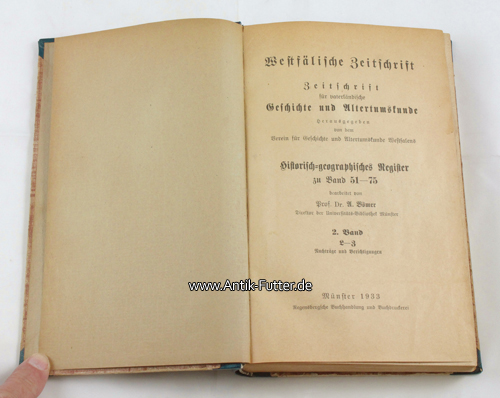 Westfälische Zeitschrift
Zeitschrift
für vaterländische
Geschichte und Altertumskunde
Herausgegeben
von dem
Verein für Geschichte und Altertumskunde Westfalens
Historisch-geographisches Register
zu Band 51—75
bearbeitet von
Prof. Dr. A. Bömer
Direktor der Universitäts-Bibliothek Münster
2. Band
L—Z
Nachträge und Berichtigungen
www.Antik-Futter.de
Münster 1933
Regensbergsche Buchhandlung und Buchdruckerei